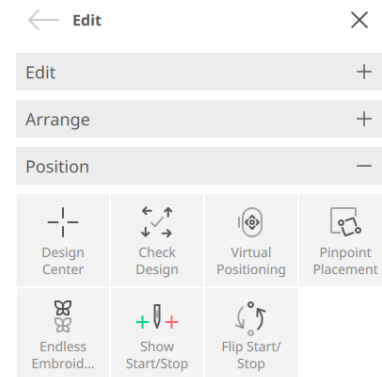 Edit
Edit
Arrange
Position
Design
Center
Check
Design
Virtual
Positioning
Pinpoint
Placement
Endless
Embroid...
Show
Start/Stop
Flip Start/
Stop